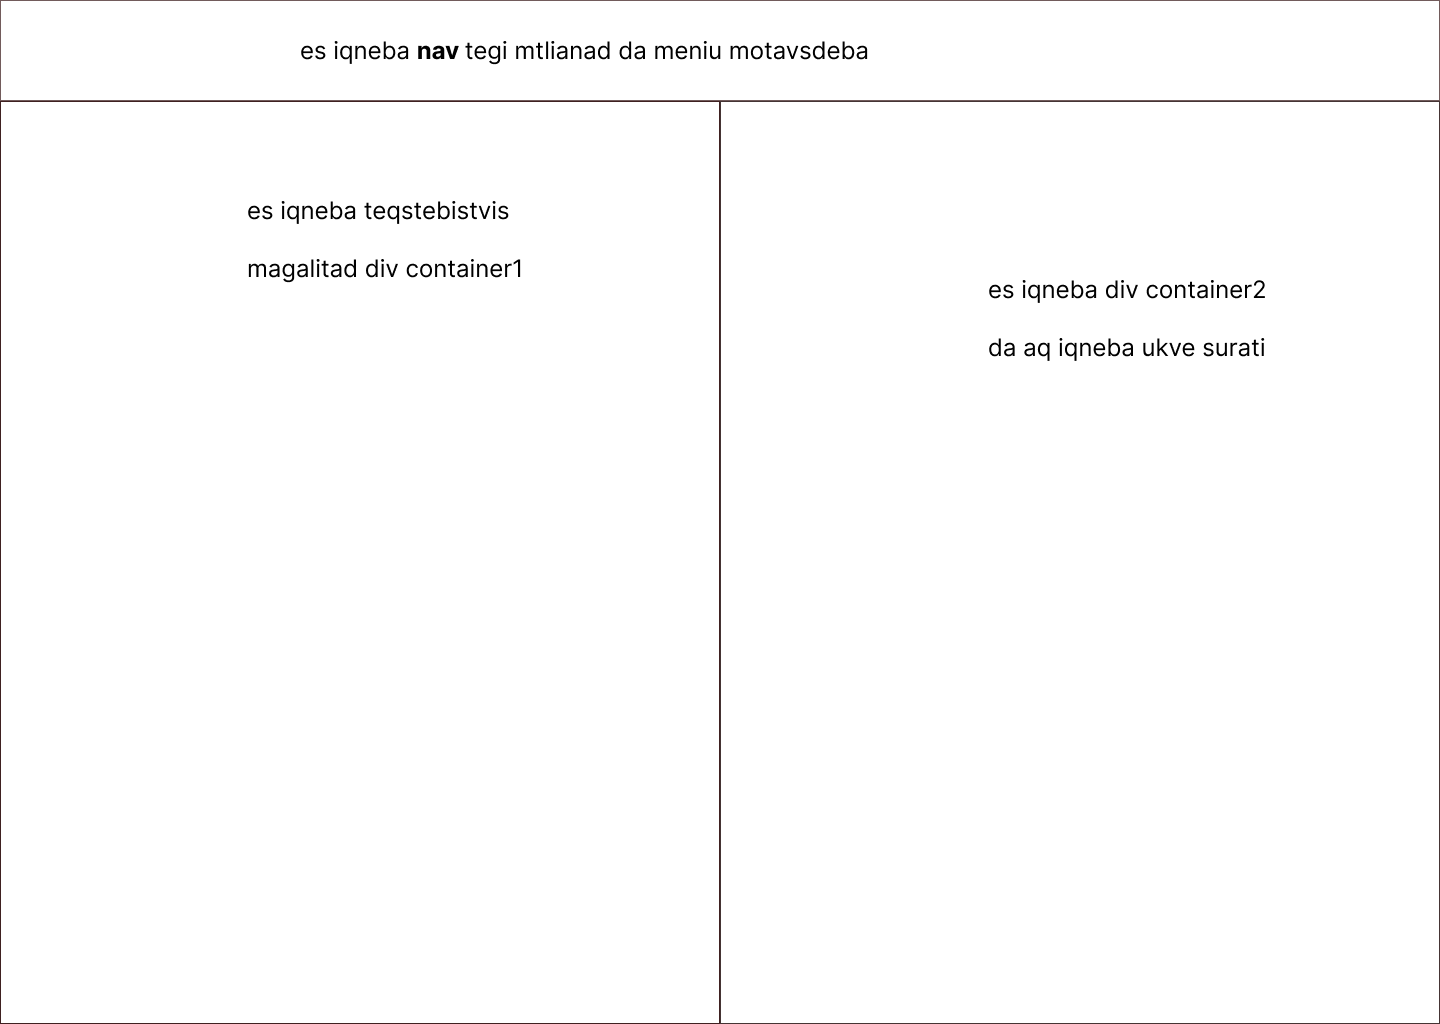 es iqneba nav tegi mtlianad da meniu motavsdeba
es iqneba teqstebistvis
magalitad div container1
es iqneba div container2
da aq iqneba ukve surati